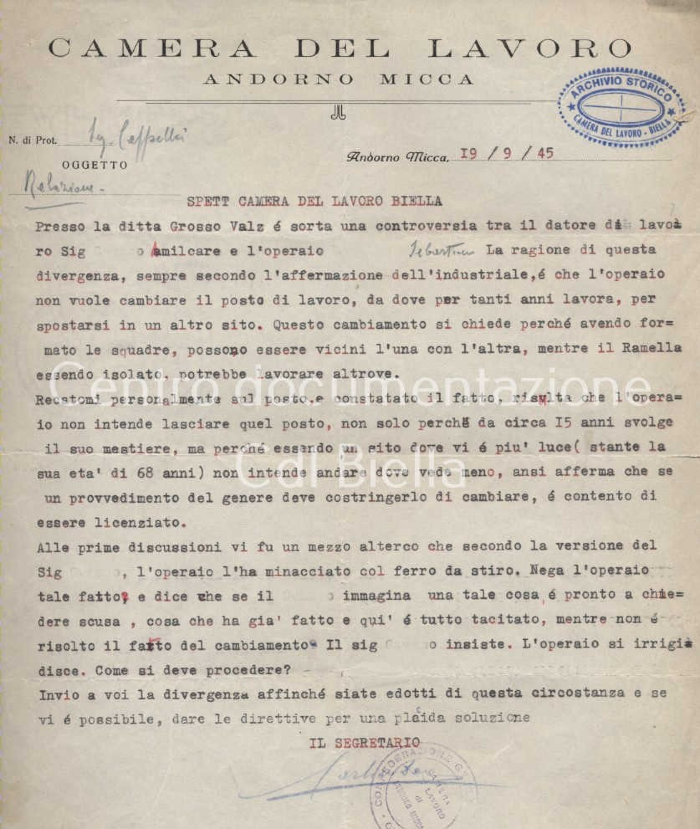 CAMERA DEL LAVORO
ANDORNO MICCA
ARCHIVIO STORICO
CAMERA DEL LAVORO - BIELLA
N. di Prot.
OGGETTO
Relazione
Andorno Micca, I9 / 9 / 45
SPETT CAMERA DEL LAVORO BIELLA
Presso la ditta Grosso Valz é sorta una controversia tra il datore di lavo
ro Sig o Amilcare e l'operaio La ragione di questa
divergenza, sempre secondo l'affermazione dell'industriale,é che l'operaio
non vuole cambiare il posto di lavoro, da dove per tanti anni lavora, per
spostarsi in un altro sito. Questo cambiamento si chiede perché avendo for=
mato le squadre, possono essere vicini l'una con l'altra, mentre il Ramella
essendo isolato, potrebbe lavorare altrove.
Recatomi personalmente sul posto,e constatato il fatto, risulta che l'opera=
io non intende lasciare quel posto, non solo perché da circa I5 anni svolge
il suo mestiere, ma perché essendo un sito dove vi é piu' luce( stante la
sua eta' di 68 anni) non intende andare dove vede meno, ansi afferma che se
un provvedimento del genere deve costringerlo di cambiare, é contento di
essere licenziato.
Alle prime discussioni vi fu un mezzo alterco che secondo la versione del
Sig , l'operaio l'ha minacciato col ferro da stiro. Nega l'operaio
tale fatto, e dice che se il o immagina una tale cosa é pronto a chie=
dere scusa , cosa che ha gia' fatto e qui' é tutto tacitato, mentre non é
risolto il fatto del cambiamento- Il sig o insiste. L'operaio si irrigi
disce. Come si deve procedere?
Invio a voi la divergenza affinché siate edotti di questa circostanza e se
vi é possibile, dare le direttive per una plaida soluzione
IL SEGRETARIO
Centro documentazione
CdL Biella